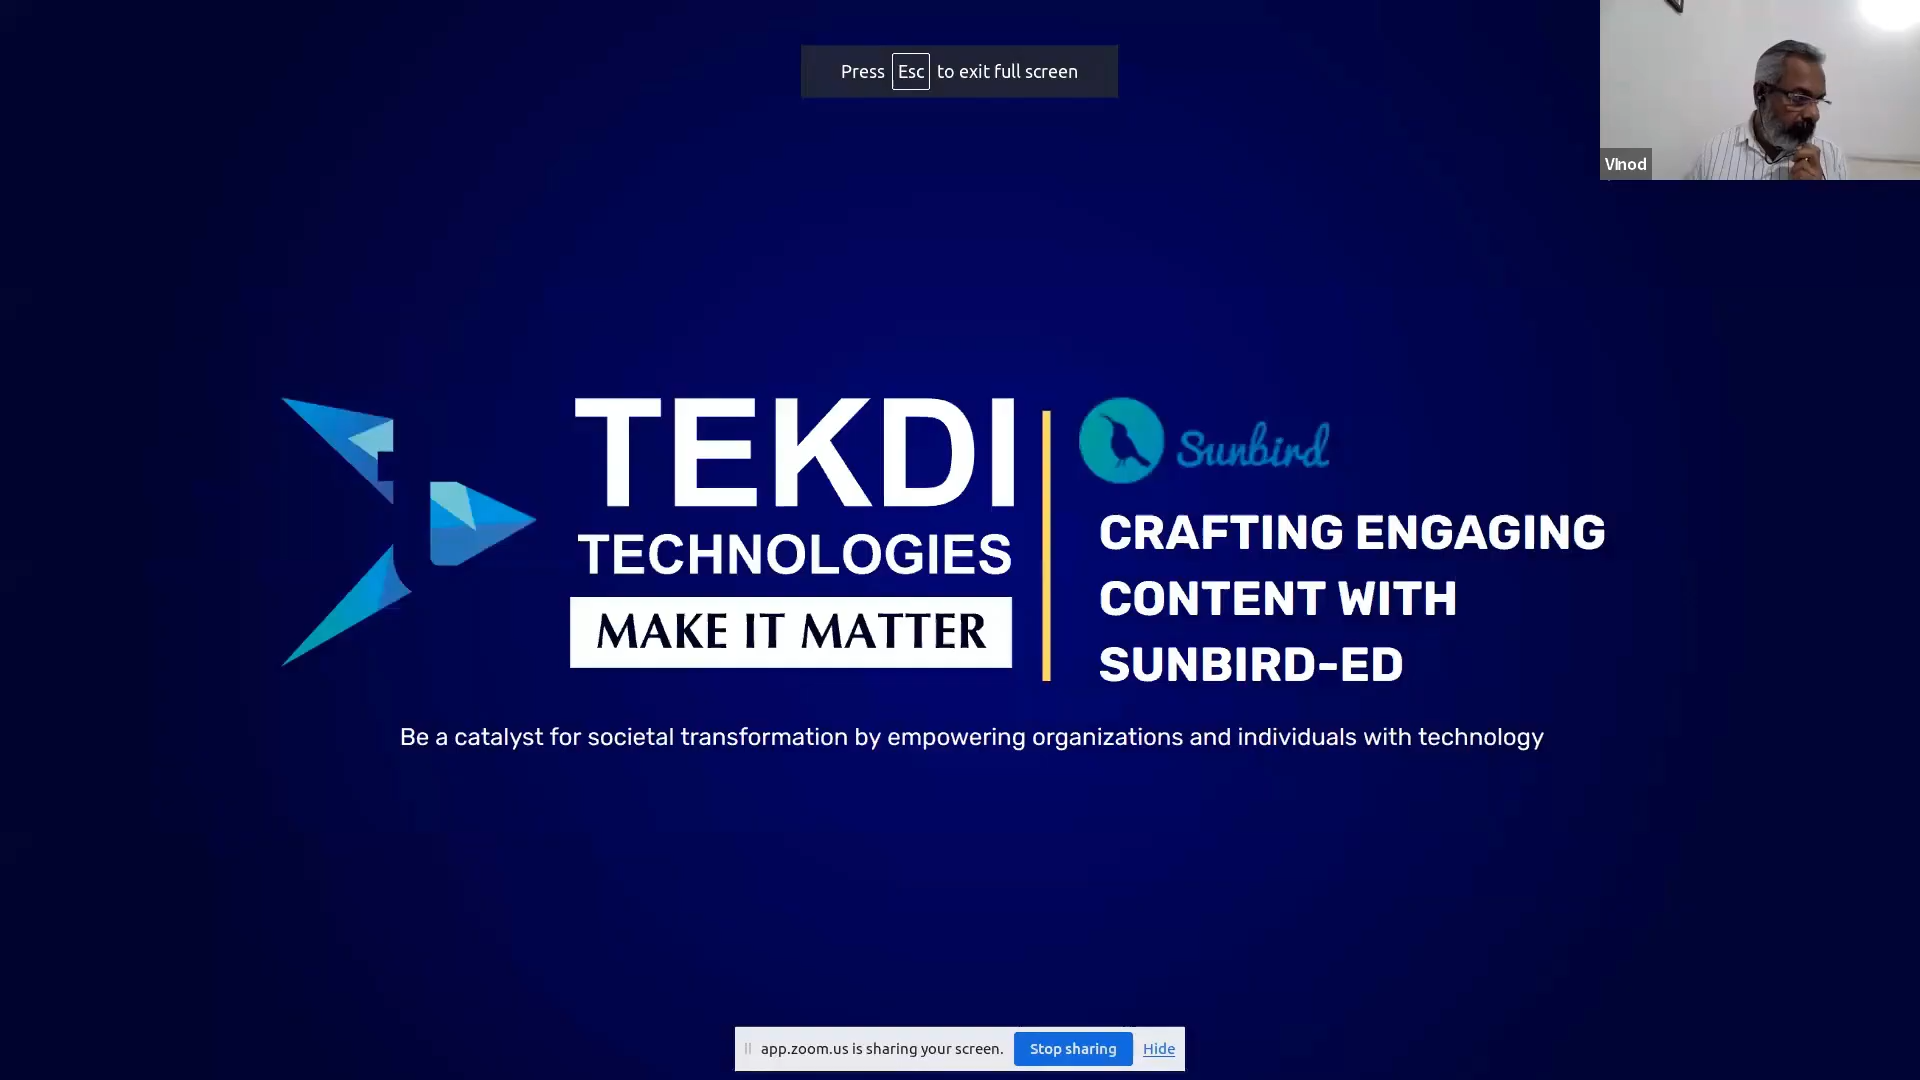 Press Esc to exit full screen
VInod
TEKDI
TECHNOLOGIES
MAKE IT MATTER
Sunbird
CRAFTING ENGAGING
CONTENT WITH
SUNBIRD-ED
Be a catalyst for societal transformation by empowering organizations and individuals with technology
app.zoom.us is sharing your screen. Stop sharing Hide